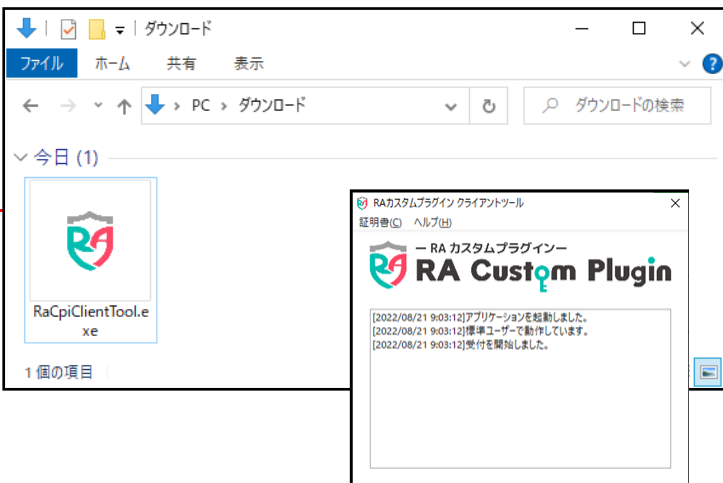 ダウンロード
ファイル ホーム 共有 表示
PC ダウンロード ダウンロードの検索
今日 (1)
RA
RaCpiClientTool.e
xe
1 個の項目
RAカスタムプラグイン クライアントツール
証明書(C) ヘルプ(H)
RA
ー RA カスタムプラグインー
RA Custom Plugin
[2022/08/21 9:03:12]アプリケーションを起動しました。
[2022/08/21 9:03:12]標準ユーザーで動作しています。
[2022/08/21 9:03:12]受付を開始しました。